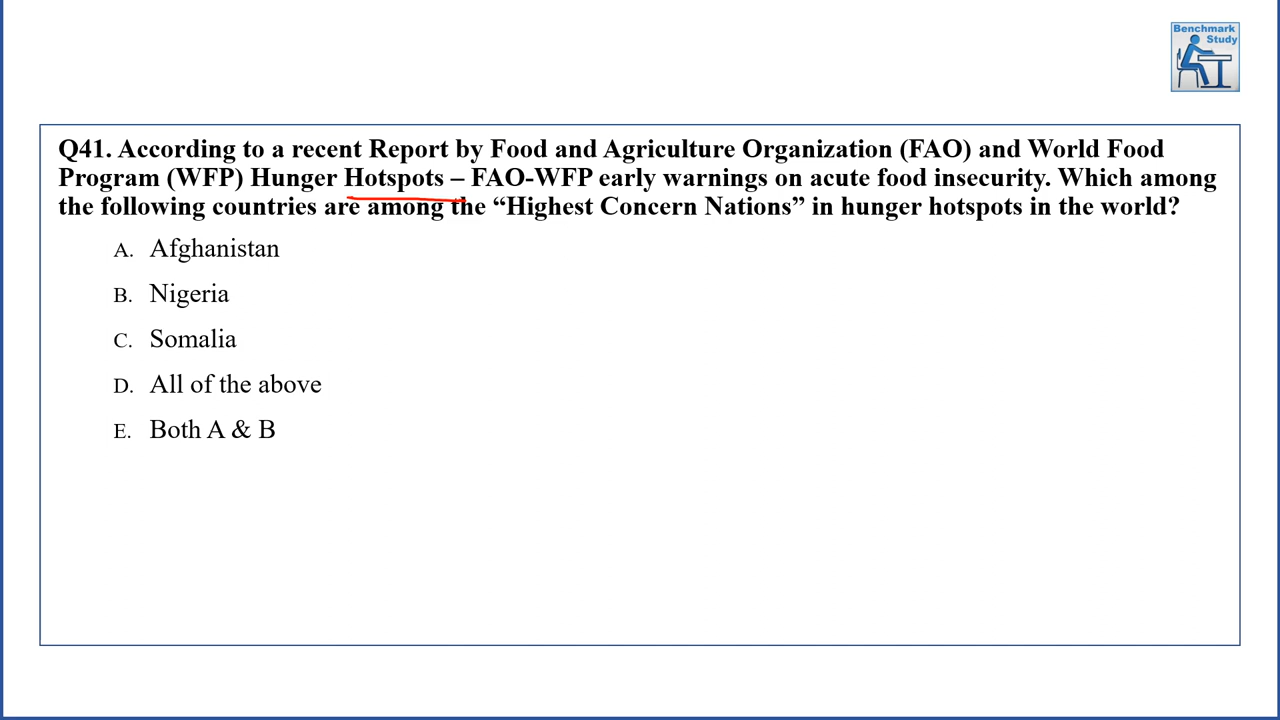 Benchmark
Study
Q41. According to a recent Report by Food and Agriculture Organization (FAO) and World Food
Program (WFP) Hunger Hotspots – FAO-WFP early warnings on acute food insecurity. Which among
the following countries are among the “Highest Concern Nations” in hunger hotspots in the world?
A. Afghanistan
B. Nigeria
C. Somalia
D. All of the above
E. Both A & B